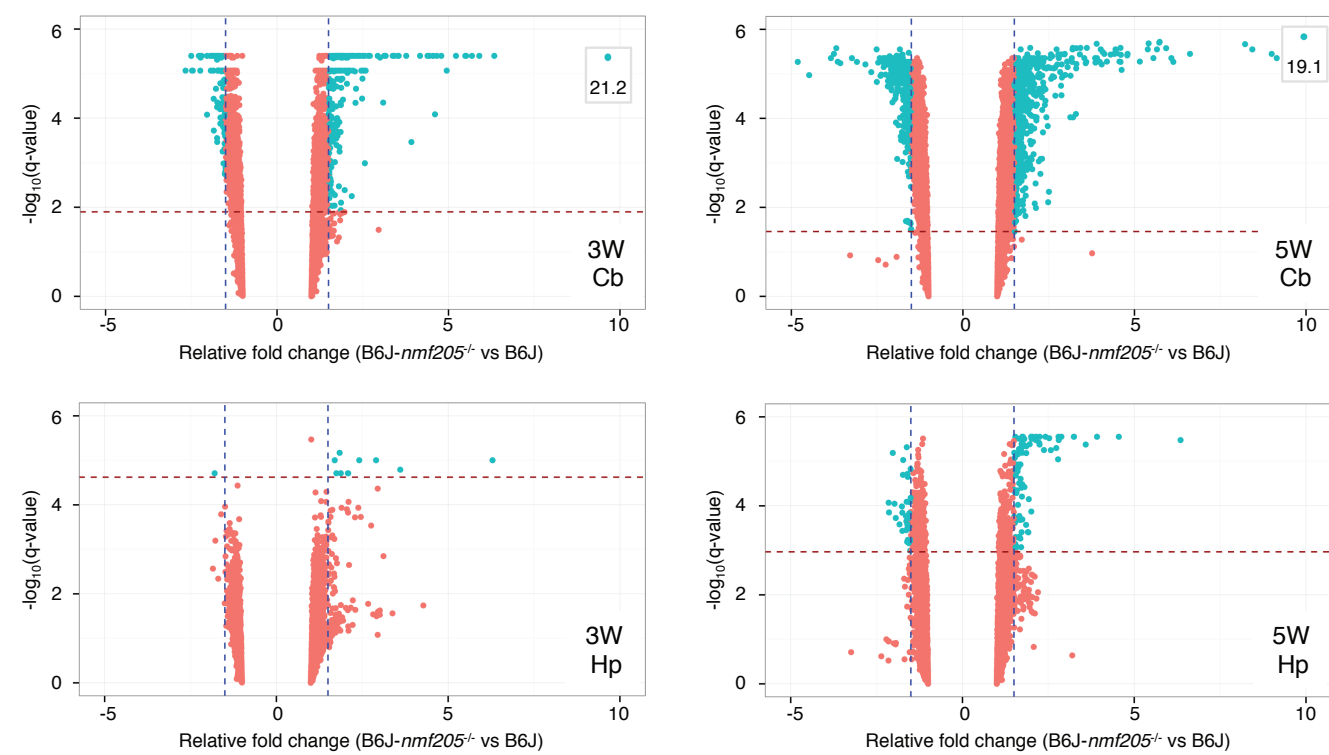 6
4
2
0
-log10(q-value)
21.2
3W
Cb
-5
0
5
10
Relative fold change (B6J-nmf205-/- vs B6J)
6
4
2
0
-log10(q-value)
19.1
5W
Cb
-5
0
5
10
Relative fold change (B6J-nmf205-/- vs B6J)
6
4
2
0
-log10(q-value)
3W
Hp
-5
0
5
10
Relative fold change (B6J-nmf205-/- vs B6J)
6
4
2
0
-log10(q-value)
5W
Hp
-5
0
5
10
Relative fold change (B6J-nmf205-/- vs B6J)